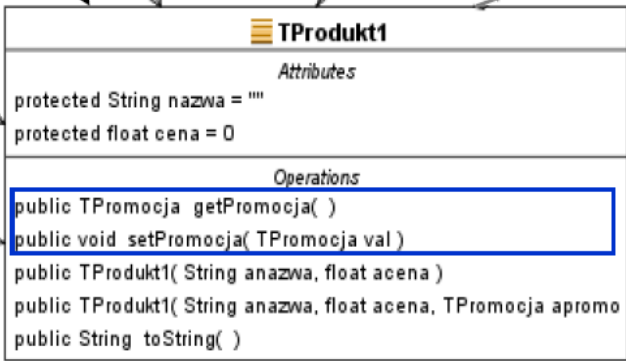 TProdukt1
Attributes
protected String nazwa = ""
protected float cena = 0
Operations
public TPromocja getPromocja( )
public void setPromocja( TPromocja val )
public TProdukt1( String anazwa, float acena )
public TProdukt1( String anazwa, float acena, TPromocja apromo
public String toString( )